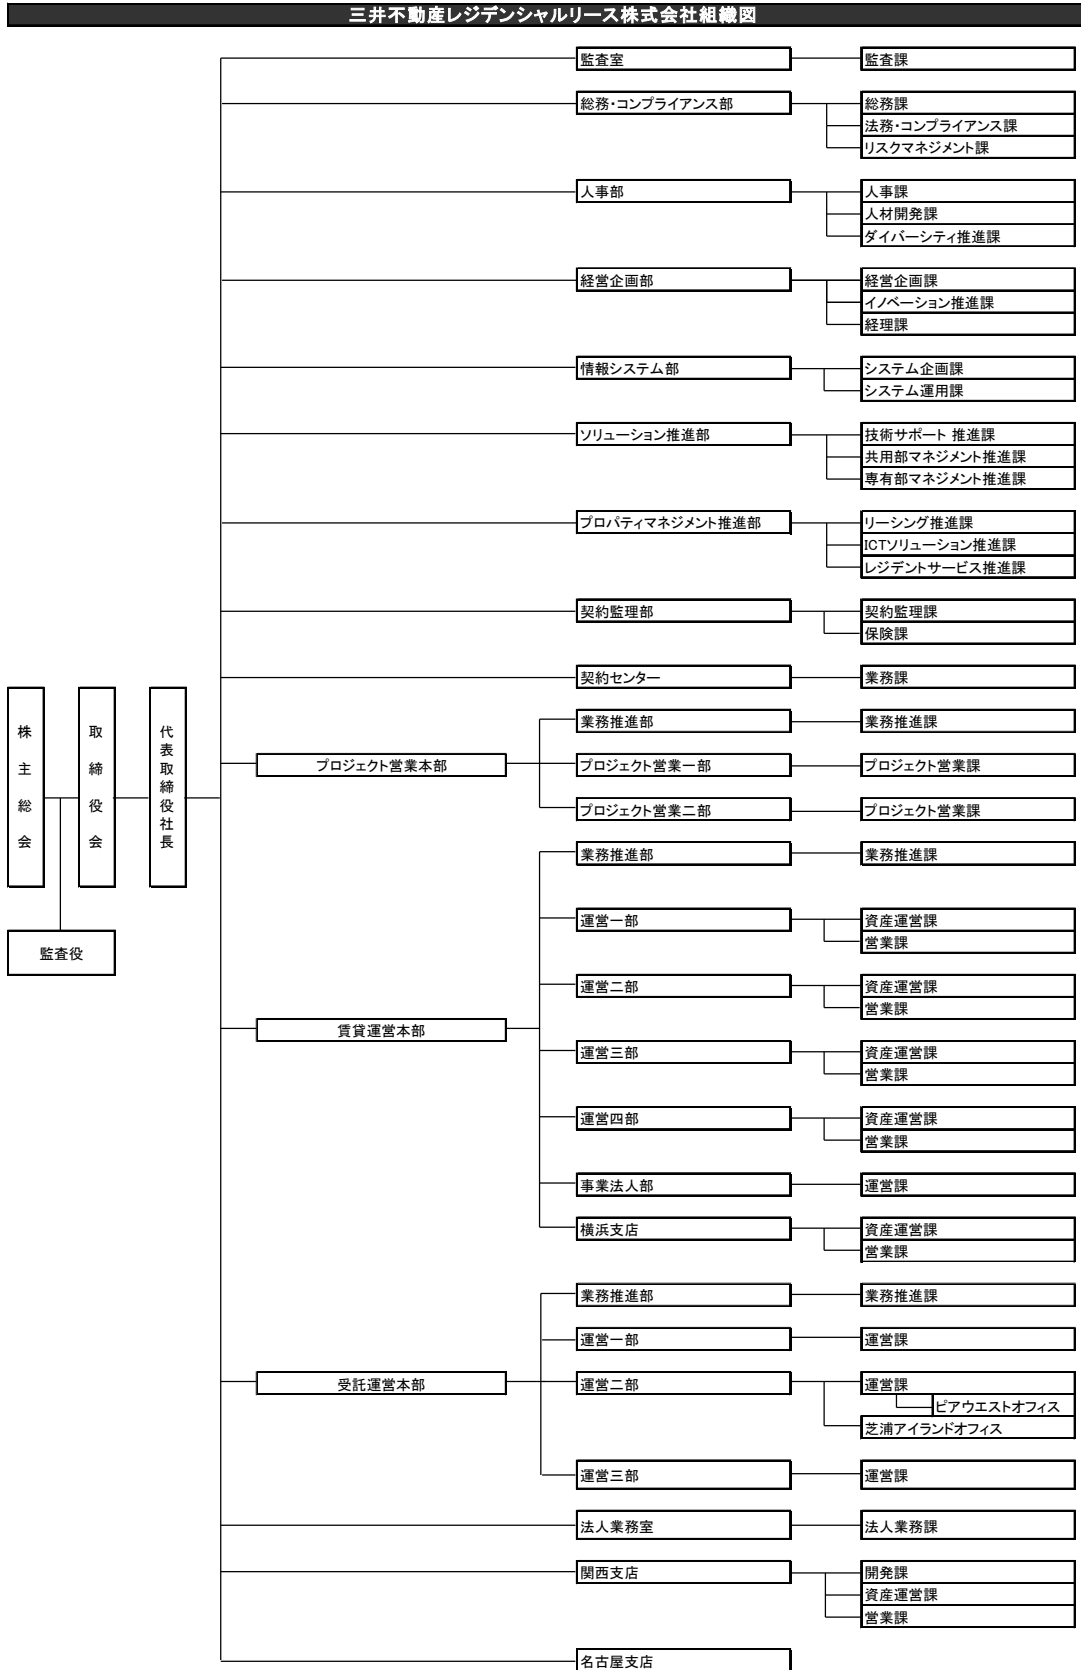 三井不動産レジデンシャルリース株式会社組織図
監査室
監査課
総務・コンプライアンス部
総務課
法務・コンプライアンス課
リスクマネジメント課
人事部
人事課
人材開発課
ダイバーシティ推進課
経営企画部
経営企画課
イノベーション推進課
経理課
情報システム部
システム企画課
システム運用課
ソリューション推進部
技術サポート 推進課
共用部マネジメント推進課
専有部マネジメント推進課
プロパティマネジメント推進部
リーシング推進課
ICTソリューション推進課
レジデントサービス推進課
契約監理部
契約監理課
保険課
契約センター
業務課
株主総会
取締役会
代表取締役社長
監査役
プロジェクト営業本部
業務推進部
業務推進課
プロジェクト営業一部
プロジェクト営業課
プロジェクト営業二部
プロジェクト営業課
賃貸運営本部
業務推進部
業務推進課
運営一部
資産運営課
営業課
運営二部
資産運営課
営業課
運営三部
資産運営課
営業課
運営四部
資産運営課
営業課
事業法人部
運営課
横浜支店
資産運営課
営業課
受託運営本部
業務推進部
業務推進課
運営一部
運営課
運営二部
運営課
ピアウエストオフィス
芝浦アイランドオフィス
運営三部
運営課
法人業務室
法人業務課
関西支店
開発課
資産運営課
営業課
名古屋支店